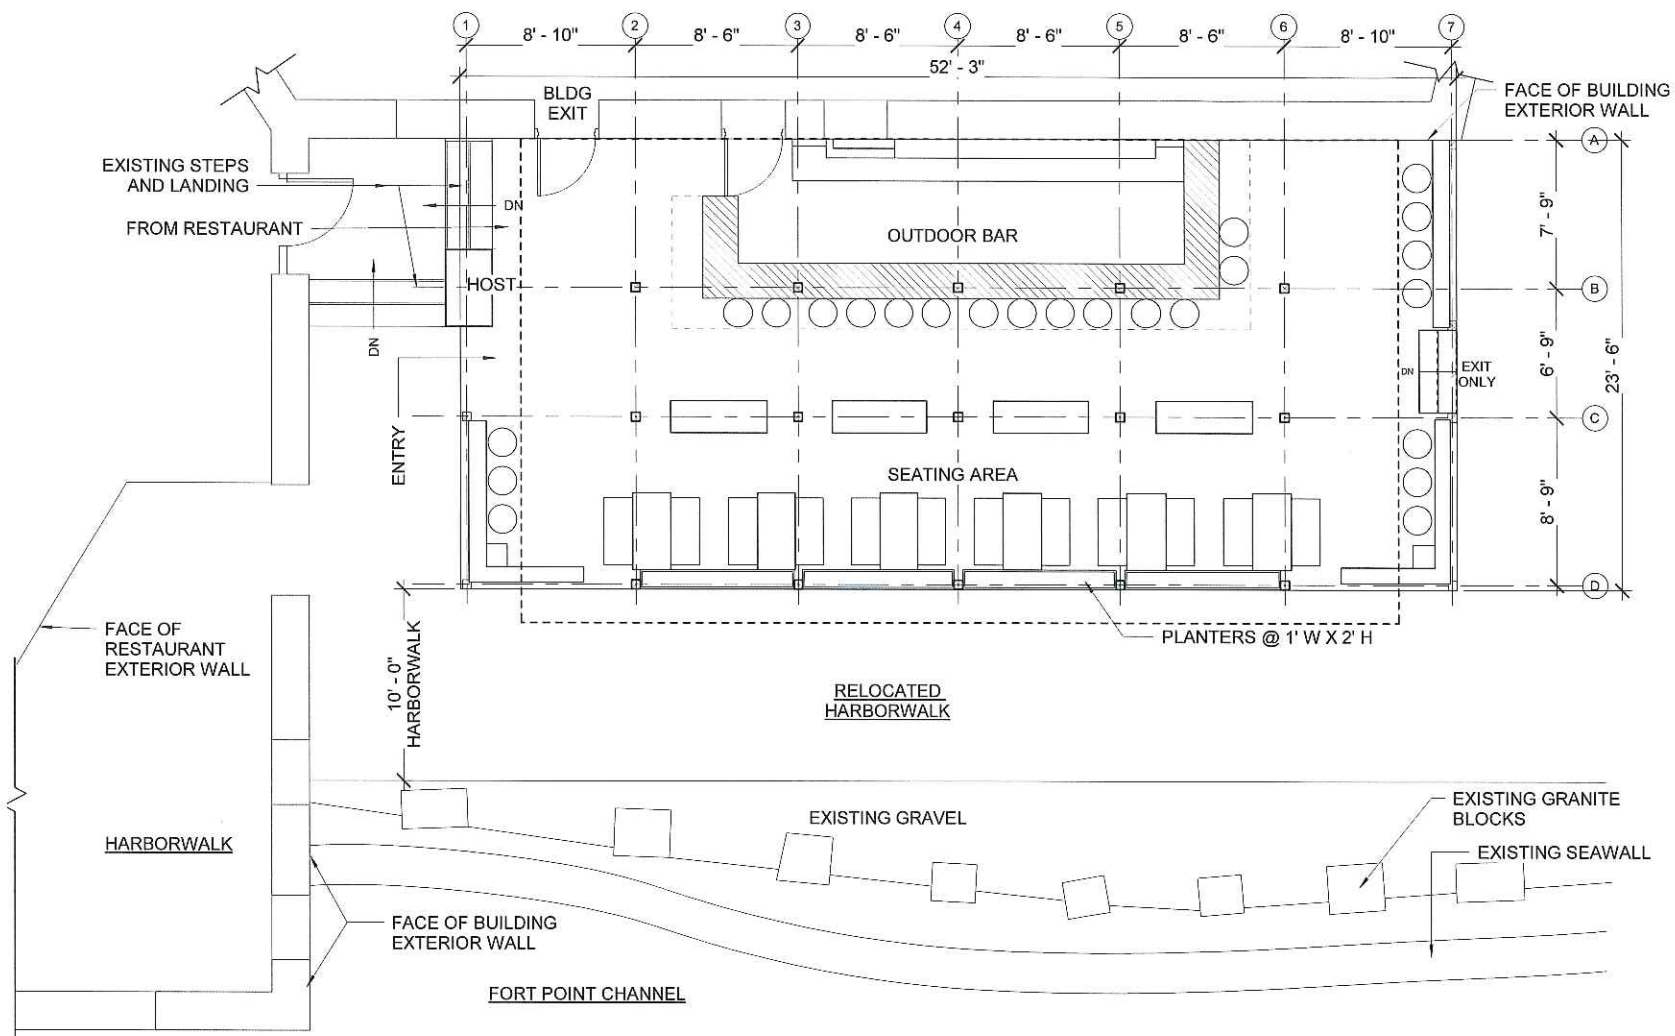 1
2
3
4
5
6
7
8' - 10"
8' - 6"
8' - 6"
8' - 6"
8' - 6"
8' - 10"
52' - 3"
BLDG
EXIT
FACE OF BUILDING
EXTERIOR WALL
A
EXISTING STEPS
AND LANDING
DN
FROM RESTAURANT
OUTDOOR BAR
7' - 9"
HOST
B
DN
DN
EXIT
ONLY
6' - 9"
23' - 6"
C
ENTRY
SEATING AREA
8' - 9"
D
FACE OF
RESTAURANT
EXTERIOR WALL
10' - 0"
HARBORWALK
PLANTERS @ 1' W X 2' H
RELOCATED
HARBORWALK
EXISTING GRAVEL
EXISTING GRANITE
BLOCKS
HARBORWALK
EXISTING SEAWALL
FACE OF BUILDING
EXTERIOR WALL
FORT POINT CHANNEL